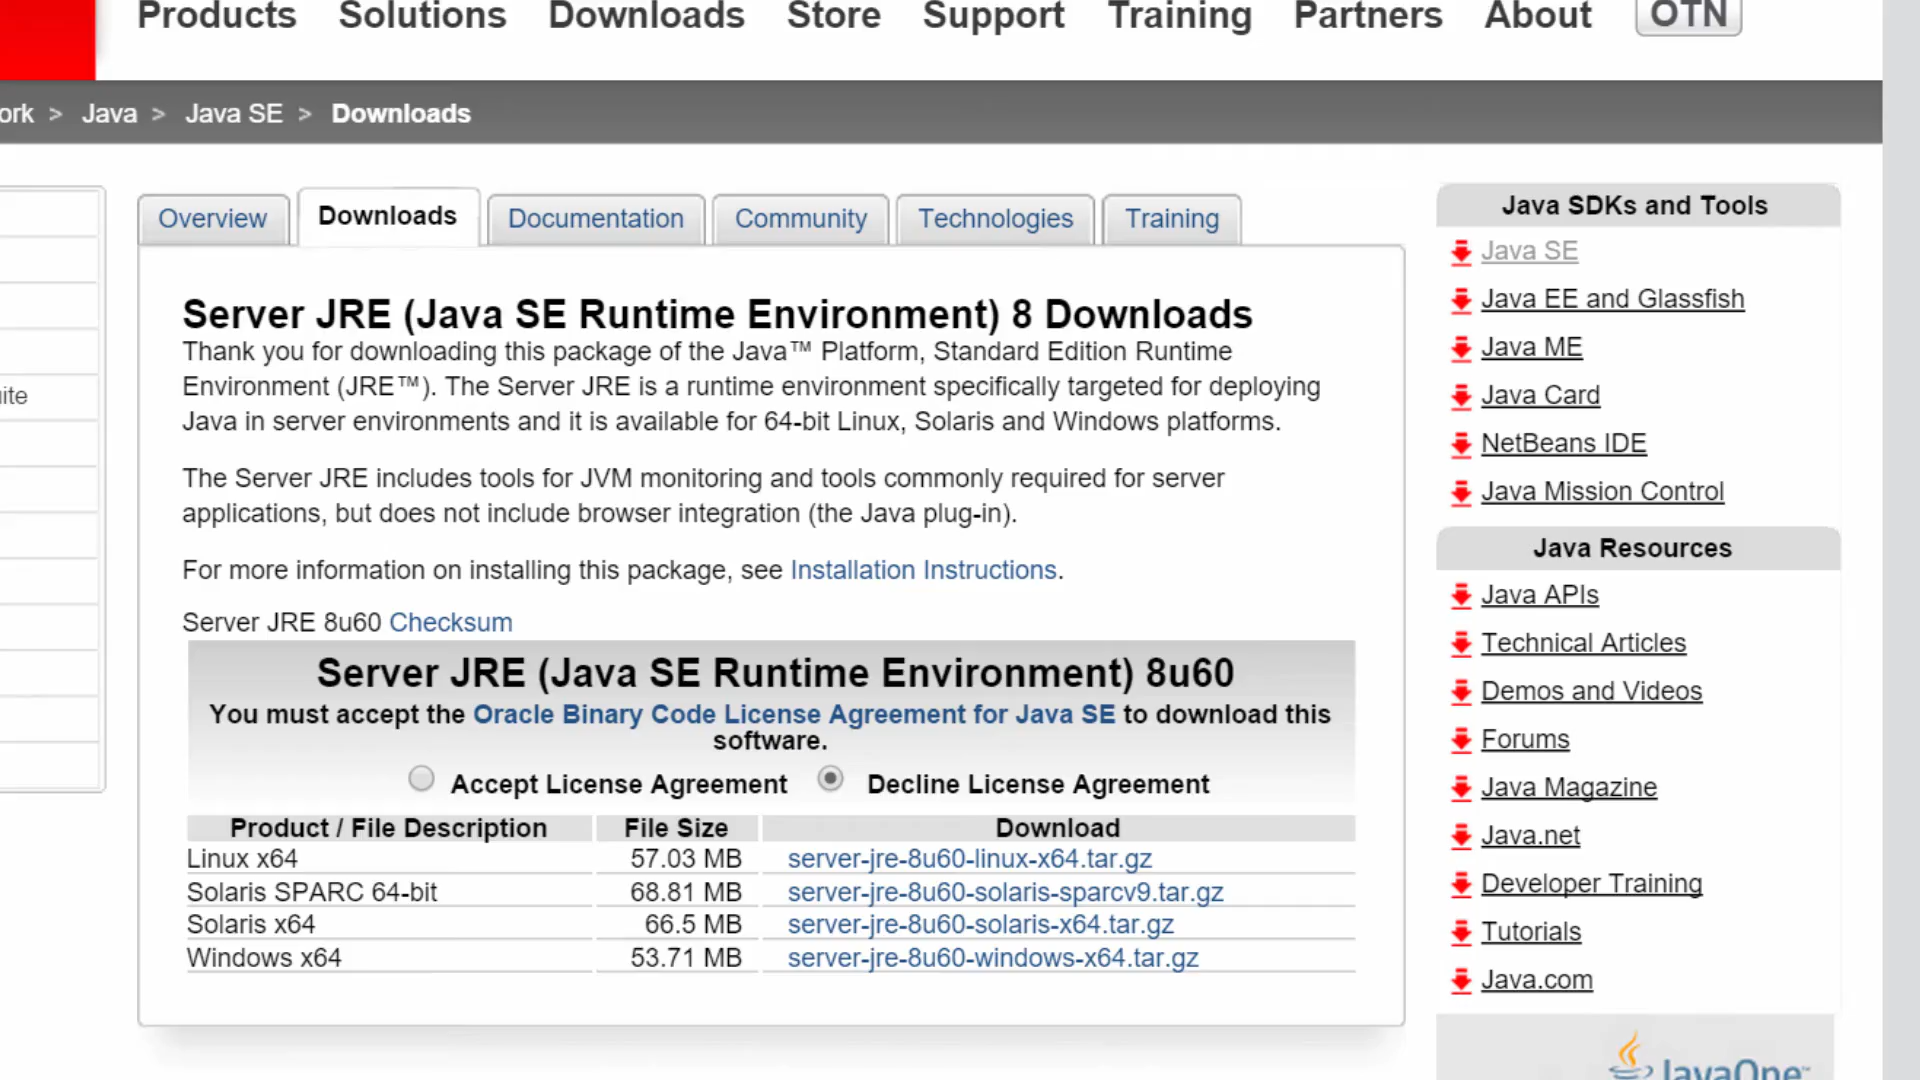 Products Solutions Downloads Store Support Training Partners About OTN
ork > Java > Java SE > Downloads
ite
Overview Downloads Documentation Community Technologies Training
Server JRE (Java SE Runtime Environment) 8 Downloads
Thank you for downloading this package of the Java™ Platform, Standard Edition Runtime
Environment (JRE™). The Server JRE is a runtime environment specifically targeted for deploying
Java in server environments and it is available for 64-bit Linux, Solaris and Windows platforms.
The Server JRE includes tools for JVM monitoring and tools commonly required for server
applications, but does not include browser integration (the Java plug-in).
For more information on installing this package, see Installation Instructions.
Server JRE 8u60 Checksum
Server JRE (Java SE Runtime Environment) 8u60
You must accept the Oracle Binary Code License Agreement for Java SE to download this
software.
Accept License Agreement Decline License Agreement
Product / File Description File Size Download
Linux x64 57.03 MB server-jre-8u60-linux-x64.tar.gz
Solaris SPARC 64-bit 68.81 MB server-jre-8u60-solaris-sparcv9.tar.gz
Solaris x64 66.5 MB server-jre-8u60-solaris-x64.tar.gz
Windows x64 53.71 MB server-jre-8u60-windows-x64.tar.gz
Java SDKs and Tools
Java SE
Java EE and Glassfish
Java ME
Java Card
NetBeans IDE
Java Mission Control
Java Resources
Java APIs
Technical Articles
Demos and Videos
Forums
Java Magazine
Java.net
Developer Training
Tutorials
Java.com
JavaOne™